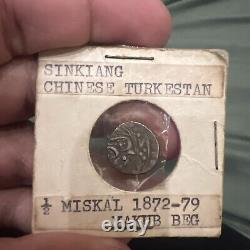 SINKIANG
CHINESE TURKESTAN
½ MISKAL 1872-79
YAKUB BEG